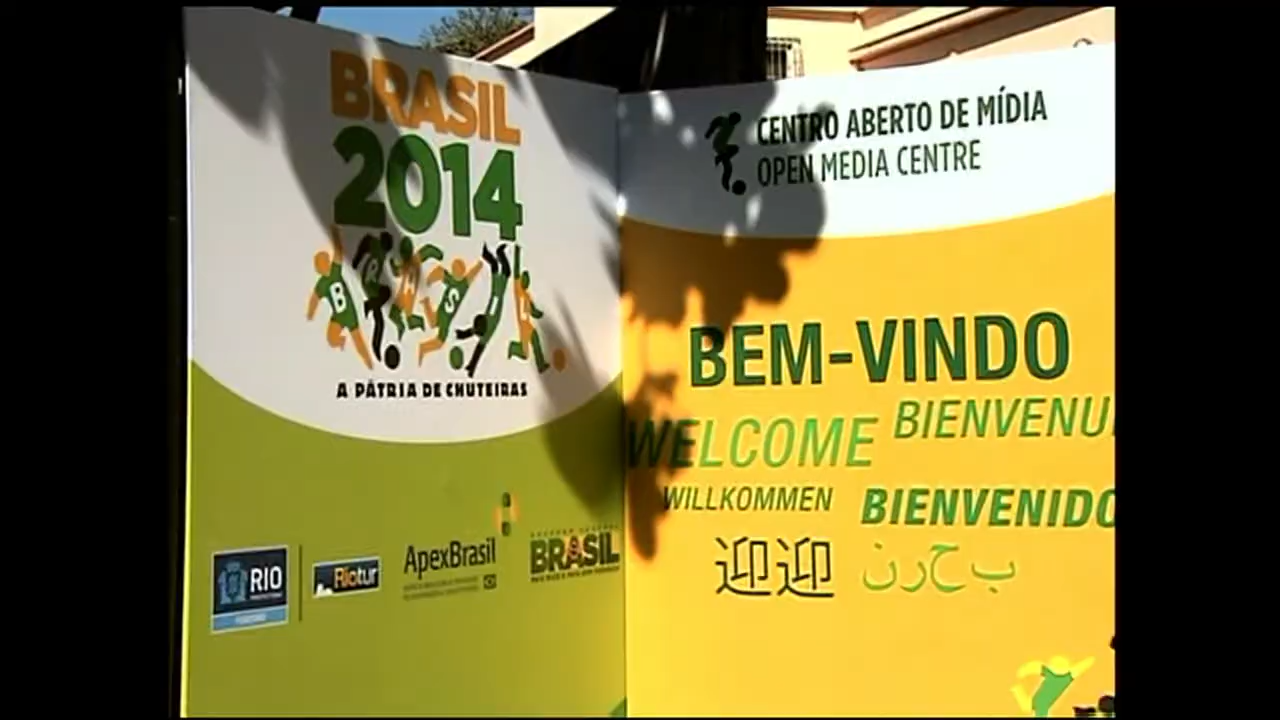 BRASIL
2014
BRASIL
A PÁTRIA DE CHUTEIRAS
RIO
Riotur
ApexBrasil
BRASIL
CENTRO ABERTO DE MÍDIA
OPEN MEDIA CENTRE
BEM-VINDO
WELCOME
BIENVENU
WILLKOMMEN
BIENVENIDO
迎迎
ن ر ح ب